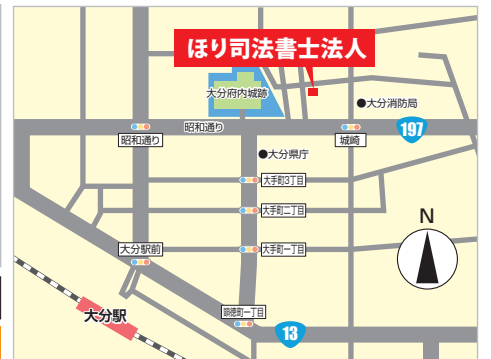 ほり司法書士法人
大分府内城跡
大分消防局
昭和通り
197
昭和通り
城崎
大分県庁
大手町3丁目
大手町二丁目
N
大分駅前
大手町一丁目
大分駅
顕徳町一丁目
13